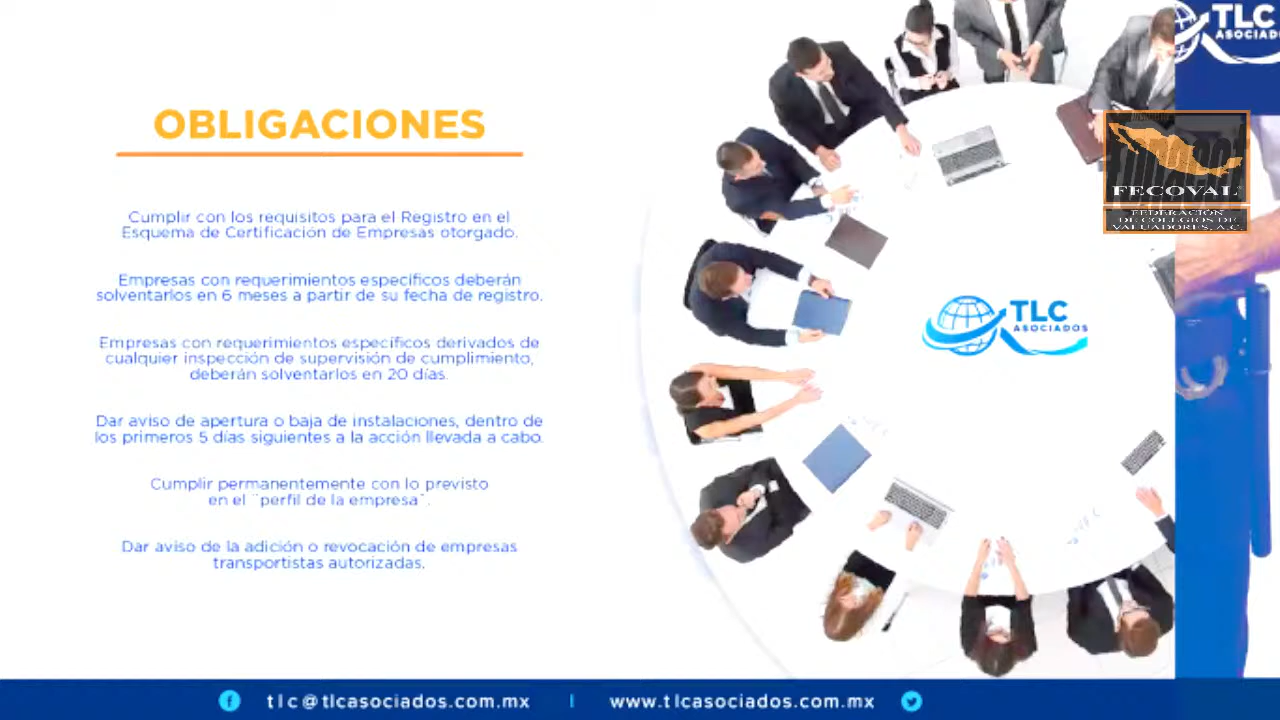 TLC
ASOCIAD
OBLIGACIONES
FECOVAL
FEDERACIÓN
DE COLEGIOS DE
VALUADORES, A.C.
Cumplir con los requisitos para el Registro en el
Esquema de Certificación de Empresas otorgado.
Empresas con requerimientos específicos deberán
solventarlos en 6 meses a partir de su fecha de registro.
TLC
ASOCIADOS
Empresas con requerimientos específicos derivados de
cualquier inspección de supervisión de cumplimiento,
deberán solventarlos en 20 días.
Dar aviso de apertura o baja de instalaciones, dentro de
los primeros 5 días siguientes a la acción llevada a cabo.
Cumplir permanentemente con lo previsto
en el ¨perfil de la empresa¨.
Dar aviso de la adición o revocación de empresas
transportistas autorizadas.
tlc@tlcasociados.com.mx | www.tlcasociados.com.mx